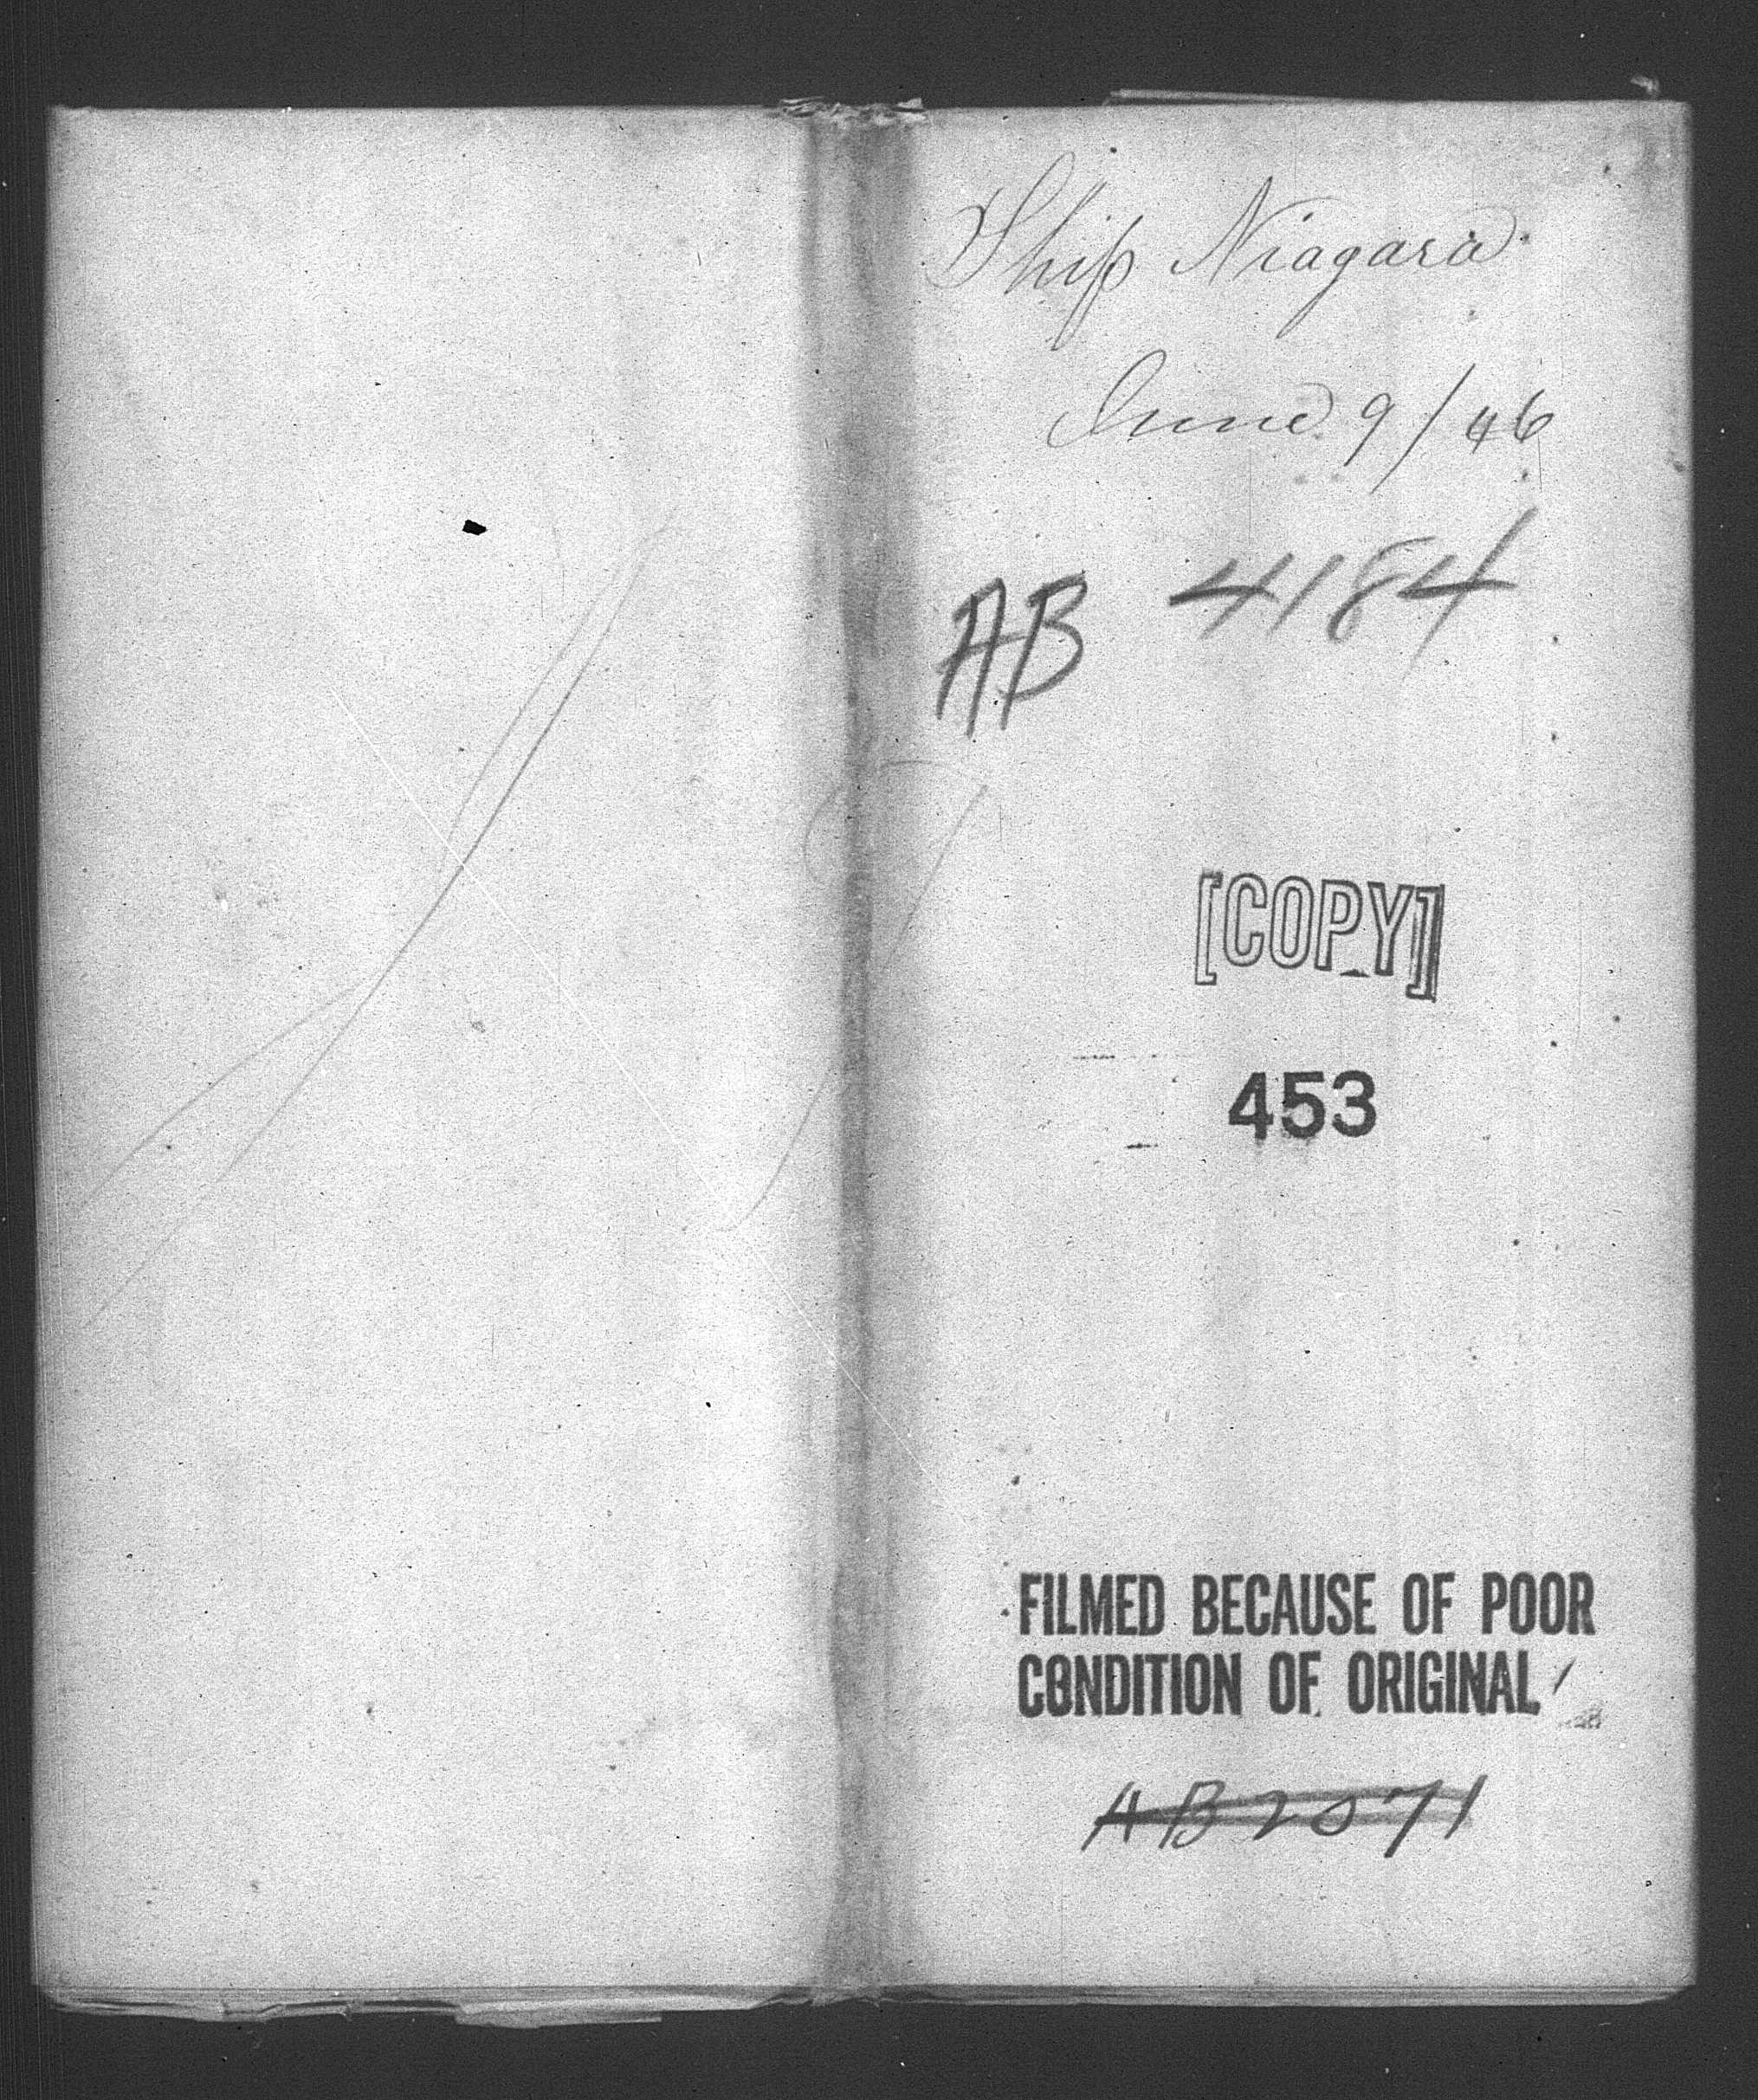 Ship Niagara
June 9/46
AB 4184
[COPY]
453
FILMED BECAUSE OF POOR
CONDITION OF ORIGINAL
AB 2071